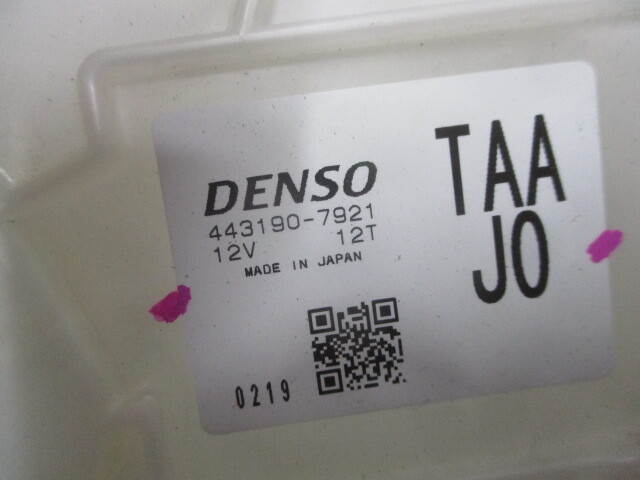 DENSO
443190-7921
12V 12T
MADE IN JAPAN
TAA
J0
0219